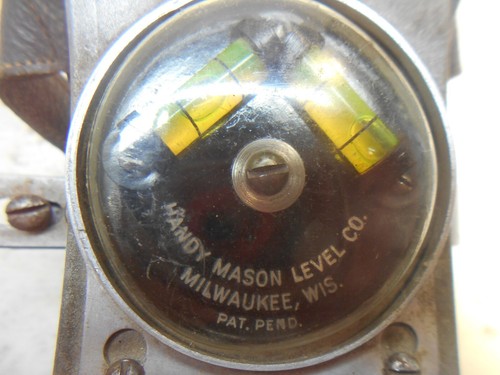 HANDY MASON LEVEL CO.
MILWAUKEE, WIS.
PAT. PEND.